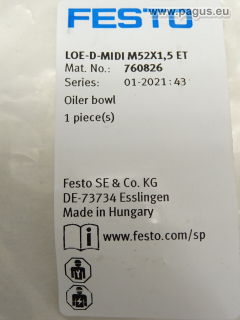 www.pagus.eu
FESTO
LOE-D-MIDI M52X1,5 ET
Mat. No.: 760826
Series: 01-2021:43
Oiler bowl
1 piece(s)
Festo SE & Co. KG
DE-73734 Esslingen
Made in Hungary
www.festo.com/sp